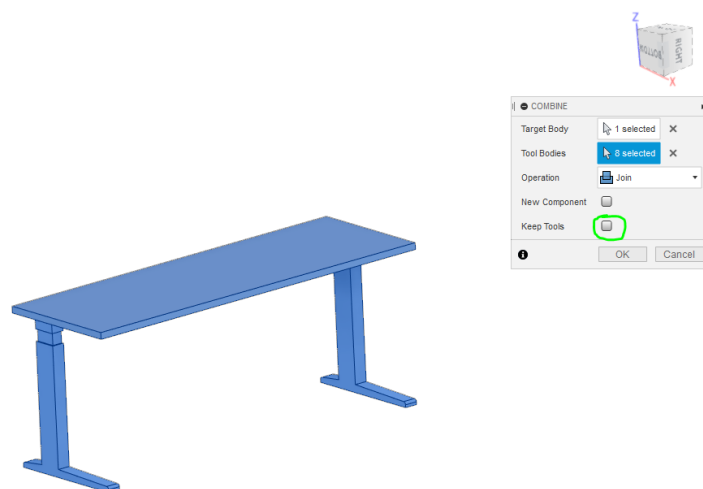 Z
BOTTOM
RIGHT
X
COMBINE
Target Body
1 selected
Tool Bodies
8 selected
Operation
Join
New Component
Keep Tools
OK
Cancel